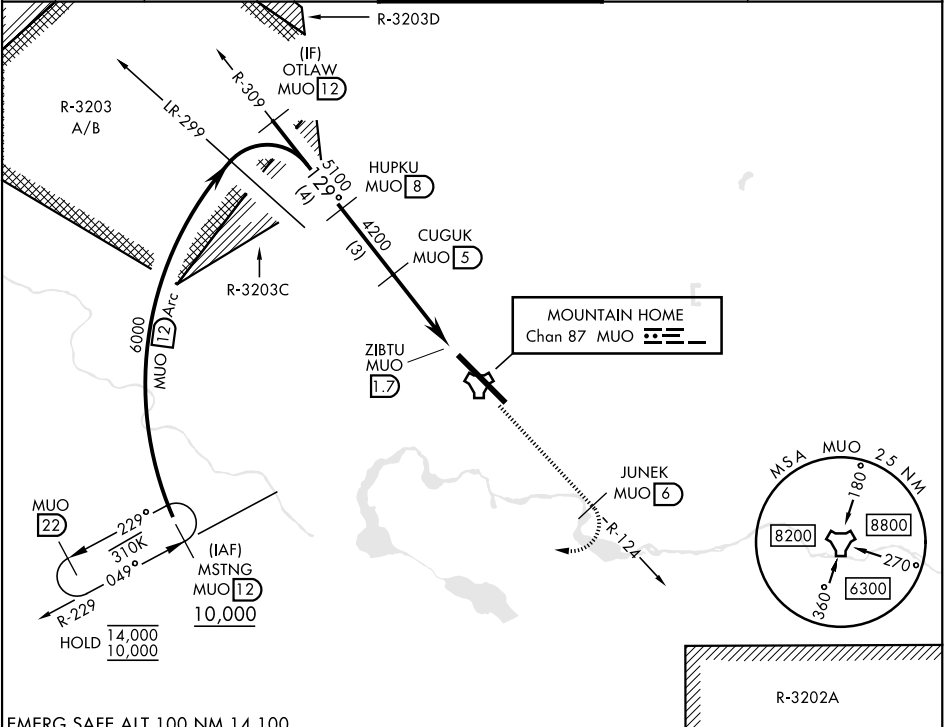 R-3203D
(IF)
OTLAW
MUO 12
R-309
R-3203
A/B
LR-299
5100
129°
(4)
HUPKU
MUO 8
4200
(3)
CUGUK
MUO 5
R-3203C
6000
MUO 12 Arc
MOUNTAIN HOME
Chan 87 MUO
ZIBTU
MUO
1.7
JUNEK
MUO 6
R-124
MUO
22
229°
310K
049°
R-229
(IAF)
MSTNG
MUO 12
10,000
HOLD 14,000
10,000
MSA MUO 25 NM
180°
8200
8800
270°
6300
360°
R-3202A
EMERG SAFE ALT 100 NM 14,100